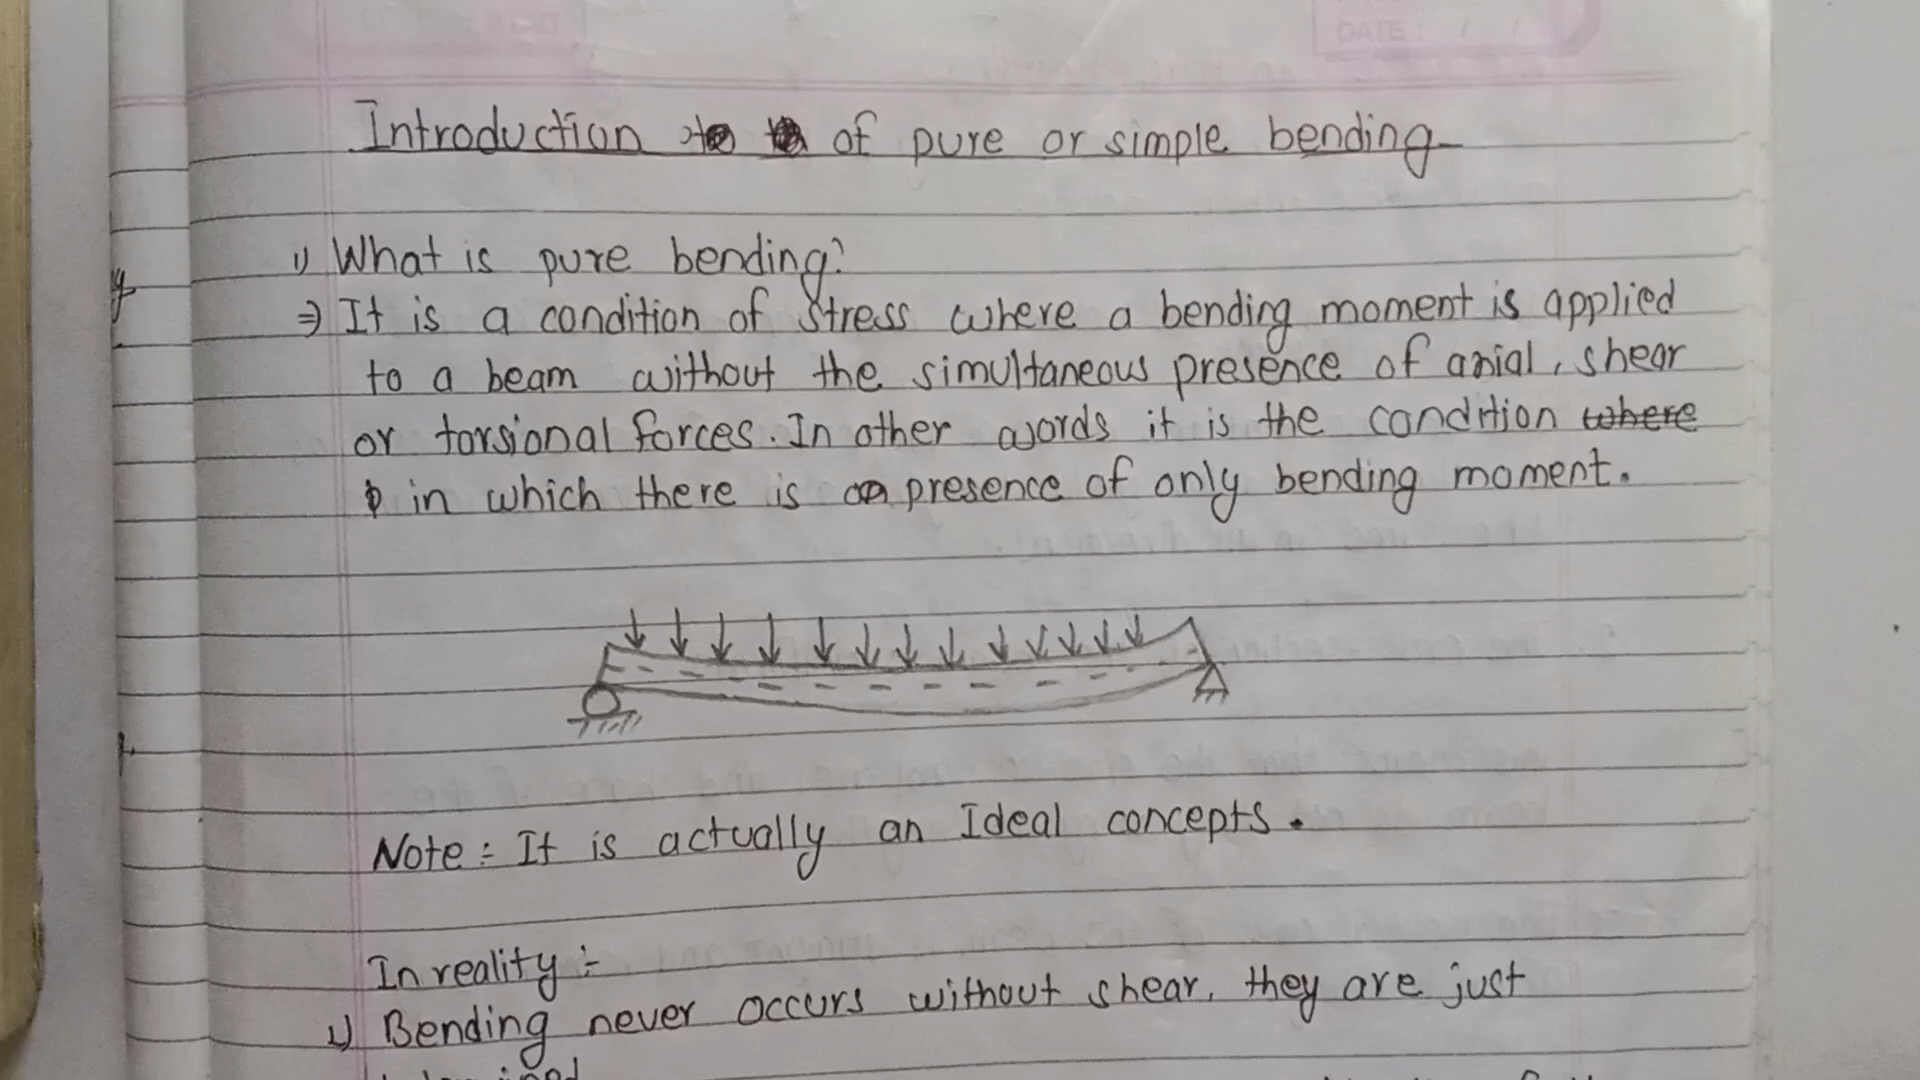 DATE : / /
Introduction of pure or simple bending
1) What is pure bending?
⇒ It is a condition of stress where a bending moment is applied
to a beam without the simultaneous presence of axial, shear
or torsional forces. In other words it is the condition where
in which there is presence of only bending moment.
Note:- It is actually an Ideal concepts.
In reality :-
1) Bending never occurs without shear, they are just